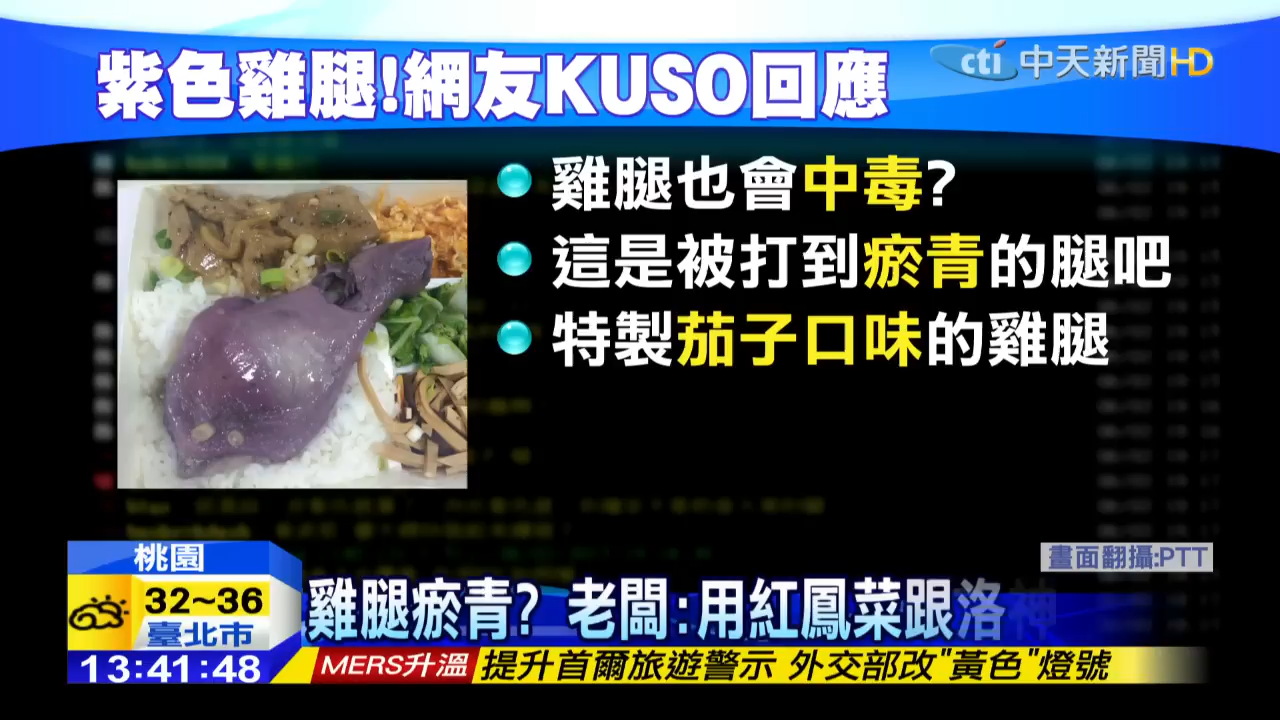 紫色雞腿!網友KUSO回應
cti 中天新聞HD
雞腿也會中毒?
這是被打到瘀青的腿吧
特製茄子口味的雞腿
畫面翻攝:PTT
桃園
32~36
臺北市
13:41:48
雞腿瘀青? 老闆:用紅鳳菜跟洛神
MERS升溫 提升首爾旅遊警示 外交部改"黃色"燈號